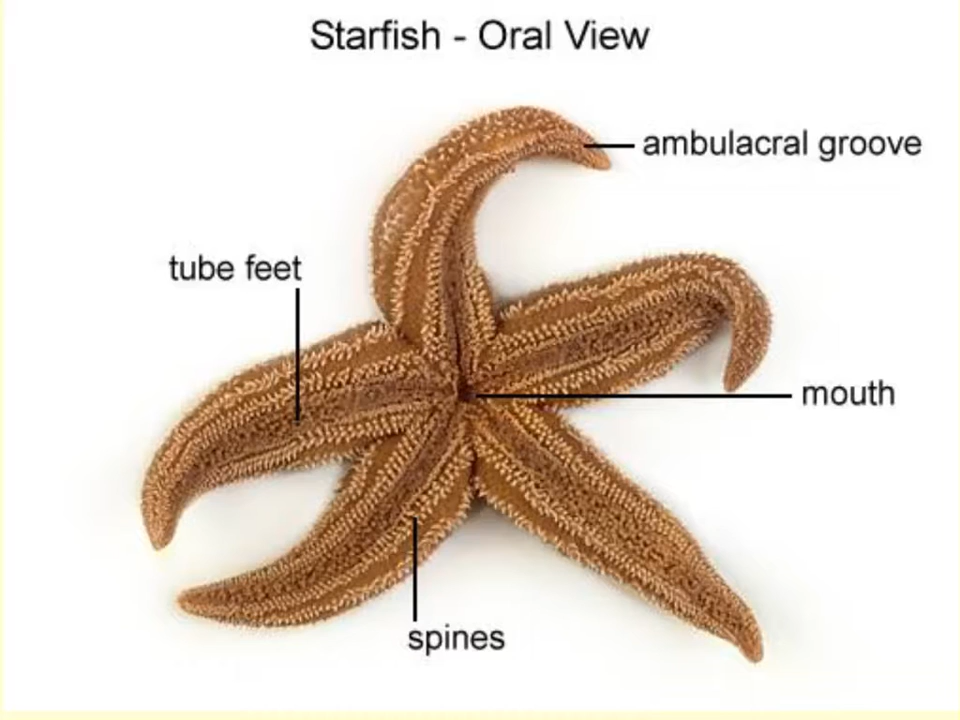 Starfish - Oral View
ambulacral groove
tube feet
mouth
spines